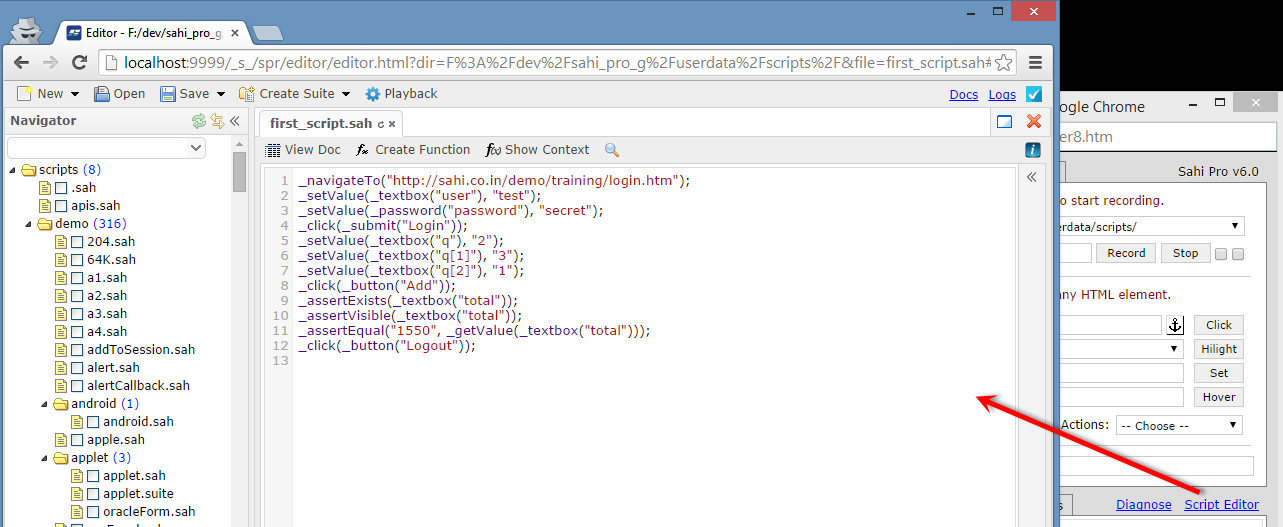 Editor - F:/dev/sahi_pro_g
localhost:9999/_s_/spr/editor/editor.html?dir=F%3A%2Fdev%2Fsahi_pro_g%2Fuserdata%2Fscripts%2F&file=first_script.sah#
New Open Save Create Suite Playback Docs Logs
Navigator
first_script.sah
View Doc Create Function Show Context
scripts (8)
.sah
apis.sah
demo (316)
204.sah
64K.sah
a1.sah
a2.sah
a3.sah
a4.sah
addToSession.sah
alert.sah
alertCallback.sah
android (1)
android.sah
apple.sah
applet (3)
applet.sah
applet.suite
oracleForm.sah
1 _navigateTo("http://sahi.co.in/demo/training/login.htm");
2 _setValue(_textbox("user"), "test");
3 _setValue(_password("password"), "secret");
4 _click(_submit("Login"));
5 _setValue(_textbox("q"), "2");
6 _setValue(_textbox("q[1]"), "3");
7 _setValue(_textbox("q[2]"), "1");
8 _click(_button("Add"));
9 _assertExists(_textbox("total"));
10 _assertVisible(_textbox("total"));
11 _assertEqual("1550", _getValue(_textbox("total")));
12 _click(_button("Logout"));
13
ogle Chrome
er8.htm
Sahi Pro v6.0
o start recording.
erdata/scripts/
Record Stop
any HTML element.
Click
Hilight
Set
Hover
Actions: -- Choose --
Diagnose Script Editor